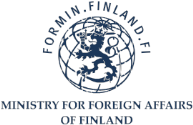 FORMIN.FINLAND.FI
MINISTRY FOR FOREIGN AFFAIRS
OF FINLAND